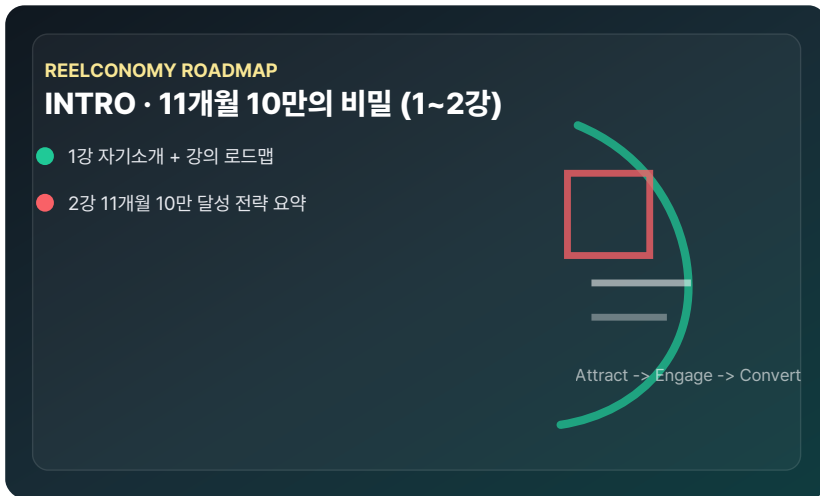 REELCONOMY ROADMAP
INTRO · 11개월 10만의 비밀 (1~2강)
1강 자기소개 + 강의 로드맵
2강 11개월 10만 달성 전략 요약
Attract -> Engage -> Convert